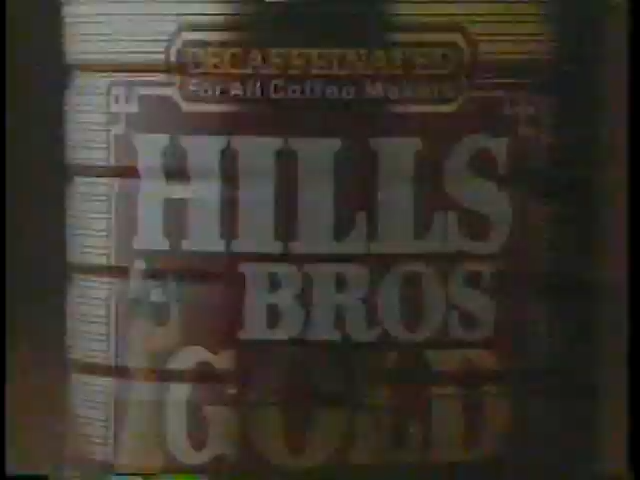 DECAFFEINATED
For All Coffee Makers
HILLS
BROS
GOLD